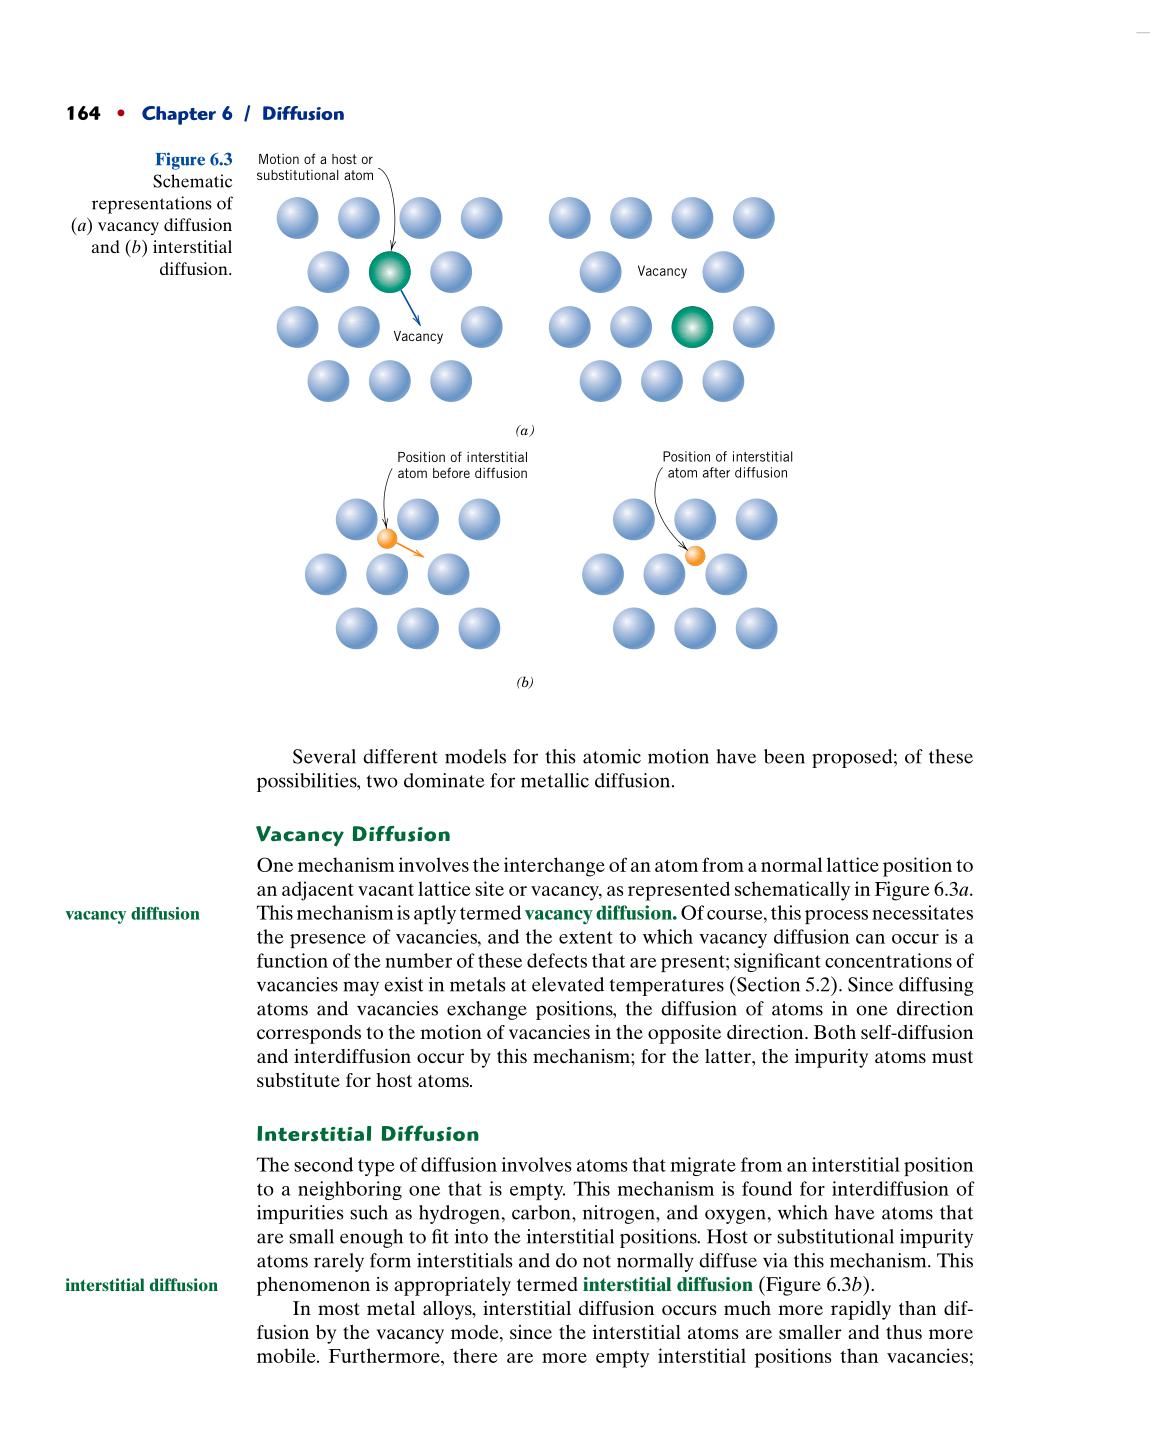 164 • Chapter 6 / Diffusion
Figure 6.3
Schematic
representations of
(a) vacancy diffusion
and (b) interstitial
diffusion.
Motion of a host or
substitutional atom
Vacancy
Vacancy
(a)
Position of interstitial
atom before diffusion
Position of interstitial
atom after diffusion
(b)
Several different models for this atomic motion have been proposed; of these
possibilities, two dominate for metallic diffusion.
Vacancy Diffusion
One mechanism involves the interchange of an atom from a normal lattice position to
an adjacent vacant lattice site or vacancy, as represented schematically in Figure 6.3a.
vacancy diffusion
This mechanism is aptly termed vacancy diffusion. Of course, this process necessitates
the presence of vacancies, and the extent to which vacancy diffusion can occur is a
function of the number of these defects that are present; significant concentrations of
vacancies may exist in metals at elevated temperatures (Section 5.2). Since diffusing
atoms and vacancies exchange positions, the diffusion of atoms in one direction
corresponds to the motion of vacancies in the opposite direction. Both self-diffusion
and interdiffusion occur by this mechanism; for the latter, the impurity atoms must
substitute for host atoms.
Interstitial Diffusion
The second type of diffusion involves atoms that migrate from an interstitial position
to a neighboring one that is empty. This mechanism is found for interdiffusion of
impurities such as hydrogen, carbon, nitrogen, and oxygen, which have atoms that
are small enough to fit into the interstitial positions. Host or substitutional impurity
atoms rarely form interstitials and do not normally diffuse via this mechanism. This
interstitial diffusion
phenomenon is appropriately termed interstitial diffusion (Figure 6.3b).
In most metal alloys, interstitial diffusion occurs much more rapidly than dif-
fusion by the vacancy mode, since the interstitial atoms are smaller and thus more
mobile. Furthermore, there are more empty interstitial positions than vacancies;